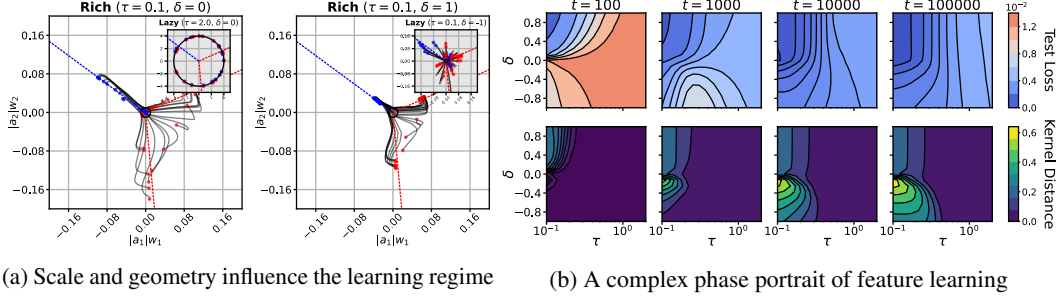 Rich (τ=0.1, δ=0)
Lazy (τ=2.0, δ=0)
|a₂|w₂
0.16
0.08
0.00
−0.08
−0.16
−0.16
−0.08
0.00
0.08
0.16
|a₁|w₁
Rich (τ=0.1, δ=1)
Lazy (τ=0.1, δ=-1)
|a₂|w₂
0.16
0.08
0.00
−0.08
−0.16
−0.16
−0.08
0.00
0.08
0.16
|a₁|w₁
(a) Scale and geometry influence the learning regime
t = 100
t = 1000
t = 10000
t = 100000
δ
0.8
0.4
0.0
−0.4
−0.8
×10⁻²
1.2
1.0
0.8
0.6
0.4
0.2
0.0
Test Loss
δ
0.8
0.4
0.0
−0.4
−0.8
10⁻¹
10⁰
τ
10⁻¹
10⁰
τ
10⁻¹
10⁰
τ
10⁻¹
10⁰
τ
0.6
0.4
0.2
0.0
Kernel Distance
(b) A complex phase portrait of feature learning